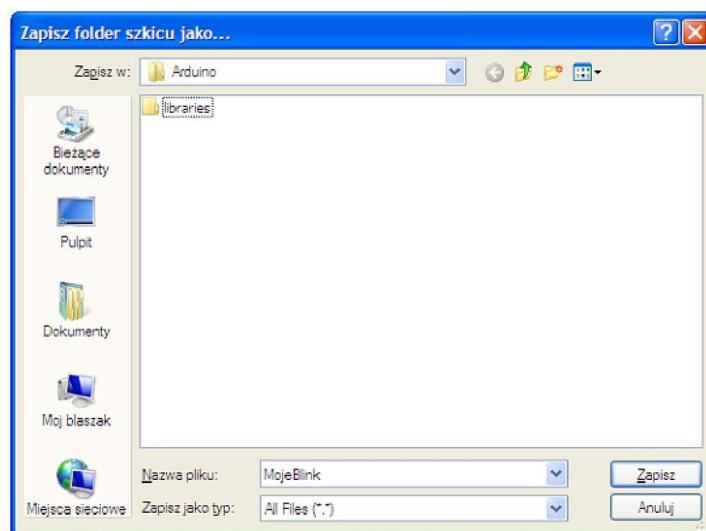 Zapisz folder szkicu jako...
Zapisz w: Arduino
libraries
Bieżące
dokumenty
Pulpit
Dokumenty
Moj blaszak
Miejsca sieciowe
Nazwa pliku: MojeBlink Zapisz
Zapisz jako typ: All Files (*.*) Anuluj